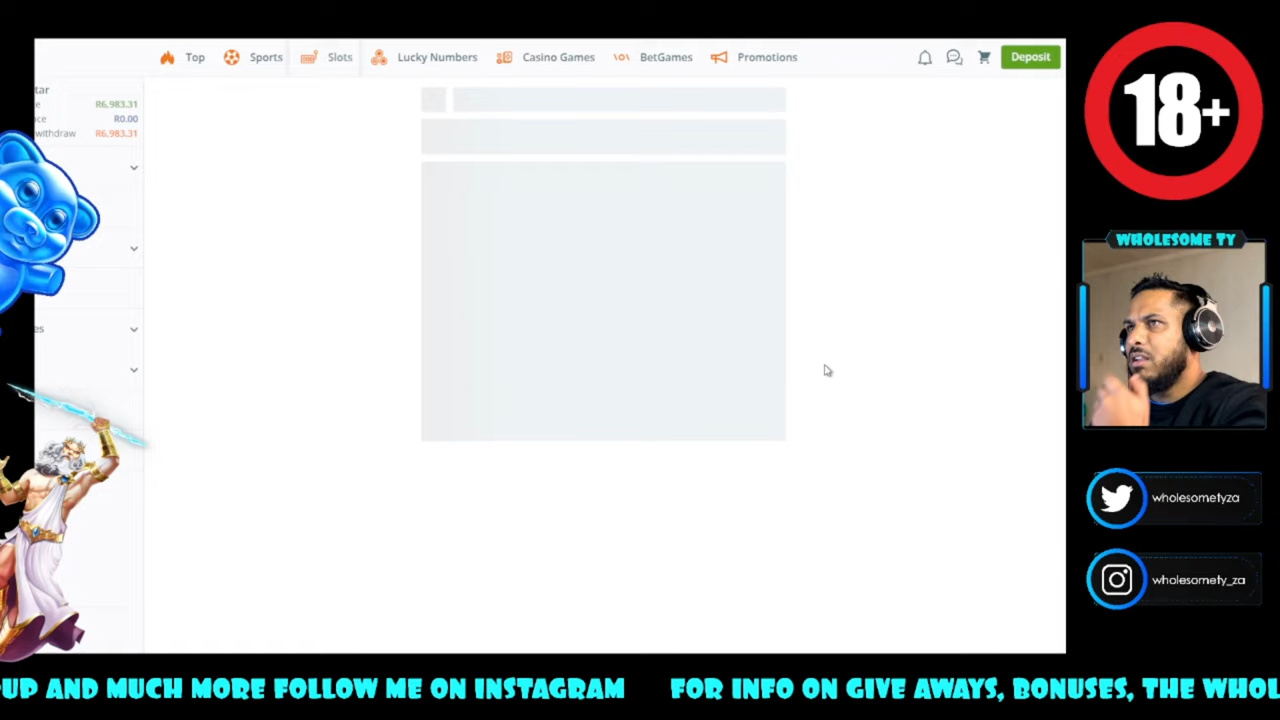 Top Sports Slots Lucky Numbers Casino Games BetGames Promotions Deposit
tar
R6,983.31
R0.00
withdraw R6,983.31
18+
WHOLESOME TY
wholesometyza
wholesomety_za
UP AND MUCH MORE FOLLOW ME ON INSTAGRAM FOR INFO ON GIVE AWAYS, BONUSES, THE WHOL